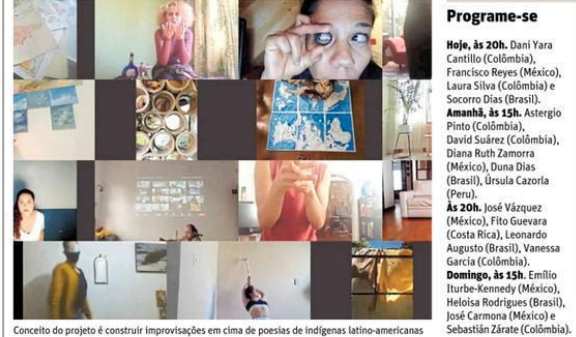 Programe-se
Hoje, às 20h. Dani Yara
Cantillo (Colômbia),
Francisco Reyes (México),
Laura Silva (Colômbia) e
Socorro Dias (Brasil).
Amanhã, às 15h. Astergio
Pinto (Colômbia),
David Suárez (Colômbia),
Diana Ruth Zamorra
(México), Duna Dias
(Brasil), Úrsula Cazorla
(Peru).
Às 20h. José Vázquez
(México), Fito Guevara
(Costa Rica), Leonardo
Augusto (Brasil), Vanessa
Garcia (Colômbia).
Domingo, às 15h. Emílio
Iturbe-Kennedy (México),
Heloisa Rodrigues (Brasil),
José Carmona (México) e
Sebastián Zárate (Colômbia).
Conceito do projeto é construir improvisações em cima de poesias de indígenas latino-americanas